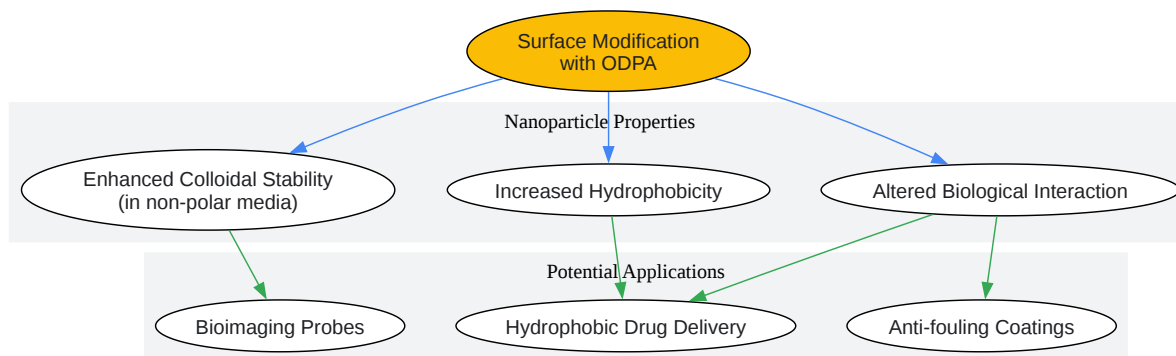 Surface Modification
with ODPA
Nanoparticle Properties
Enhanced Colloidal Stability
(in non-polar media)
Increased Hydrophobicity
Altered Biological Interaction
Potential Applications
Bioimaging Probes
Hydrophobic Drug Delivery
Anti-fouling Coatings